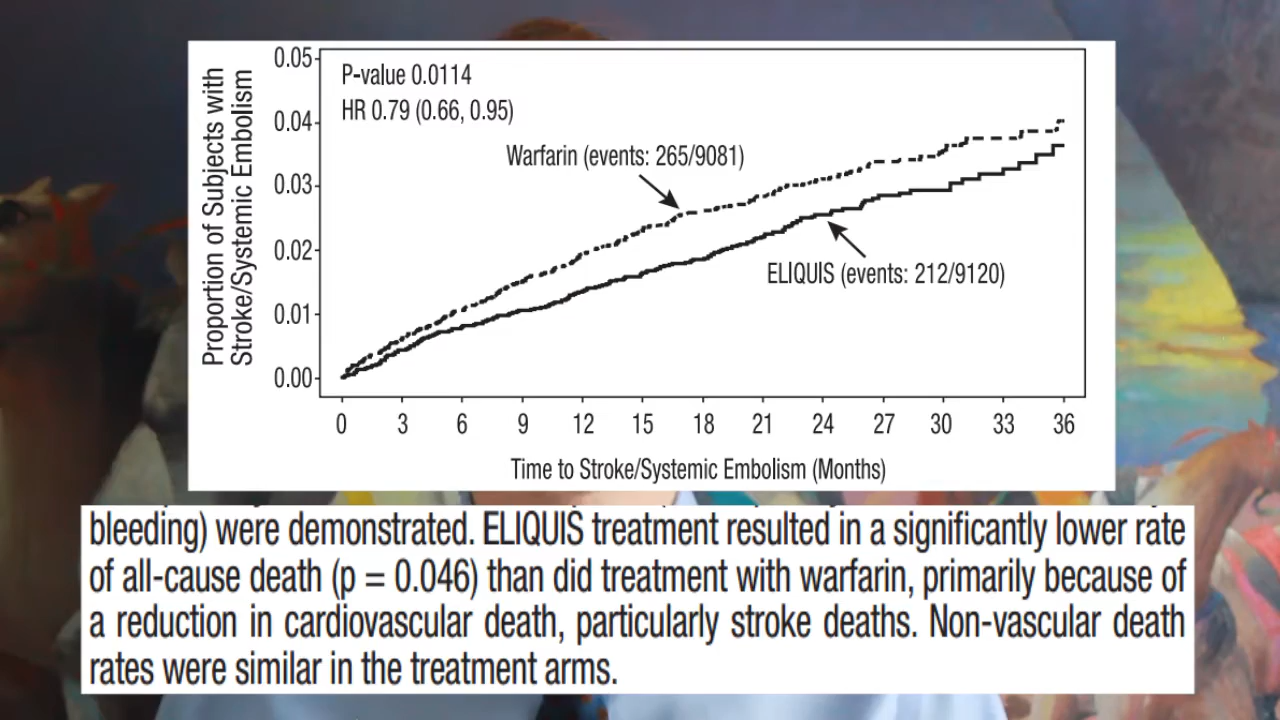 0.05
P-value 0.0114
HR 0.79 (0.66, 0.95)
0.04
Warfarin (events: 265/9081)
0.03
Proportion of Subjects with
Stroke/Systemic Embolism
0.02
ELIQUIS (events: 212/9120)
0.01
0.00
0 3 6 9 12 15 18 21 24 27 30 33 36
Time to Stroke/Systemic Embolism (Months)
bleeding) were demonstrated. ELIQUIS treatment resulted in a significantly lower rate
of all-cause death (p = 0.046) than did treatment with warfarin, primarily because of
a reduction in cardiovascular death, particularly stroke deaths. Non-vascular death
rates were similar in the treatment arms.